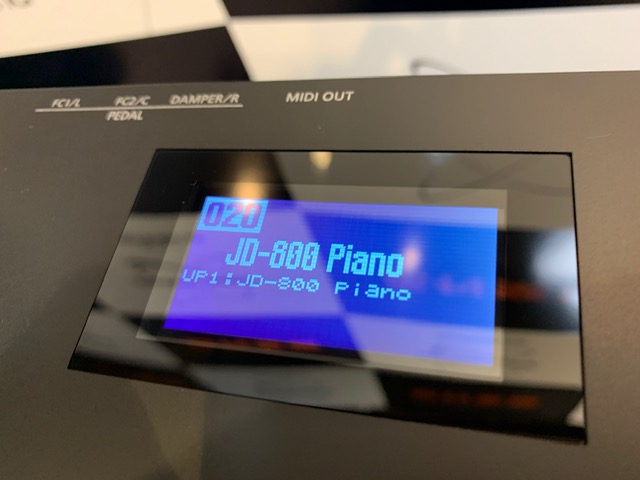 FC1/L FC2/C DAMPER/R MIDI OUT
PEDAL
020
JD-800 Piano
UP1:JD-800 Piano